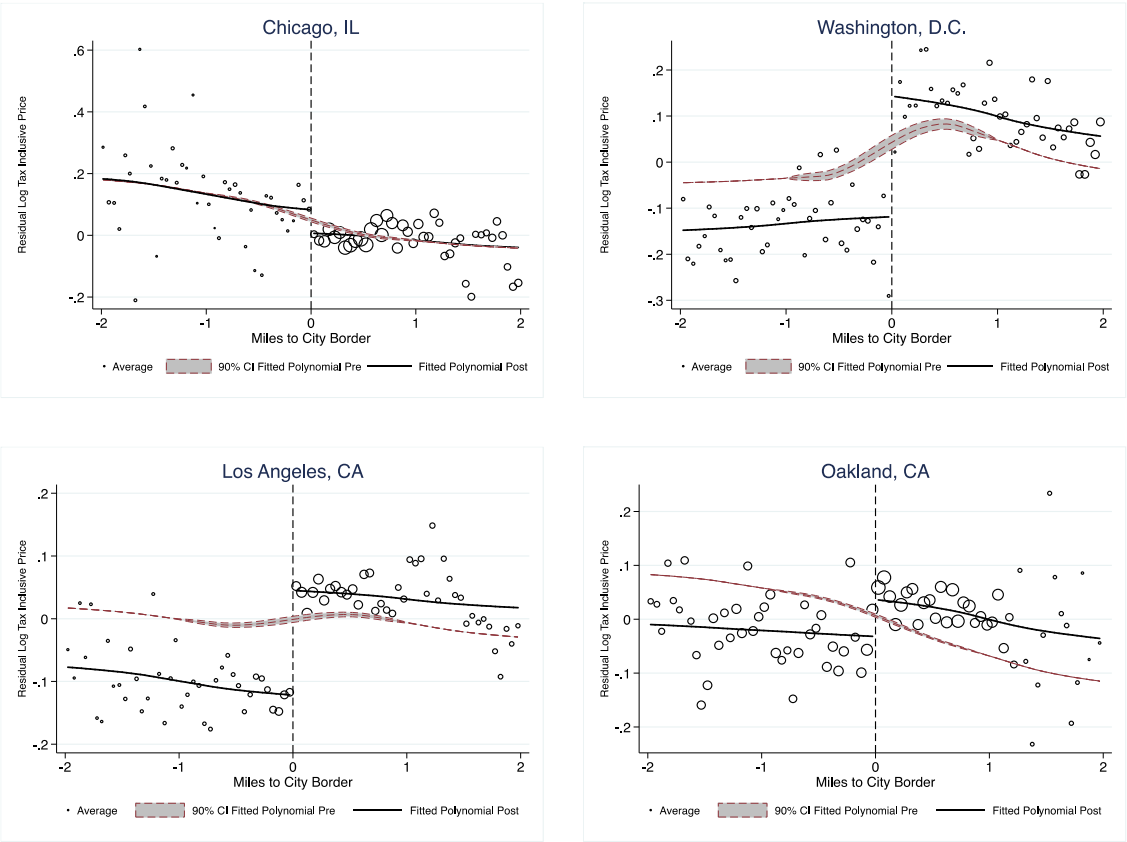 Chicago, IL
Residual Log Tax Inclusive Price
.6
.4
.2
0
-.2
-2 -1 0 1 2
Miles to City Border
Average 90% CI Fitted Polynomial Pre Fitted Polynomial Post
Washington, D.C.
Residual Log Tax Inclusive Price
.2
.1
0
-.1
-.2
-.3
-2 -1 0 1 2
Miles to City Border
Average 90% CI Fitted Polynomial Pre Fitted Polynomial Post
Los Angeles, CA
Residual Log Tax Inclusive Price
.2
.1
0
-.1
-.2
-2 -1 0 1 2
Miles to City Border
Average 90% CI Fitted Polynomial Pre Fitted Polynomial Post
Oakland, CA
Residual Log Tax Inclusive Price
.2
.1
0
-.1
-.2
-2 -1 0 1 2
Miles to City Border
Average 90% CI Fitted Polynomial Pre Fitted Polynomial Post